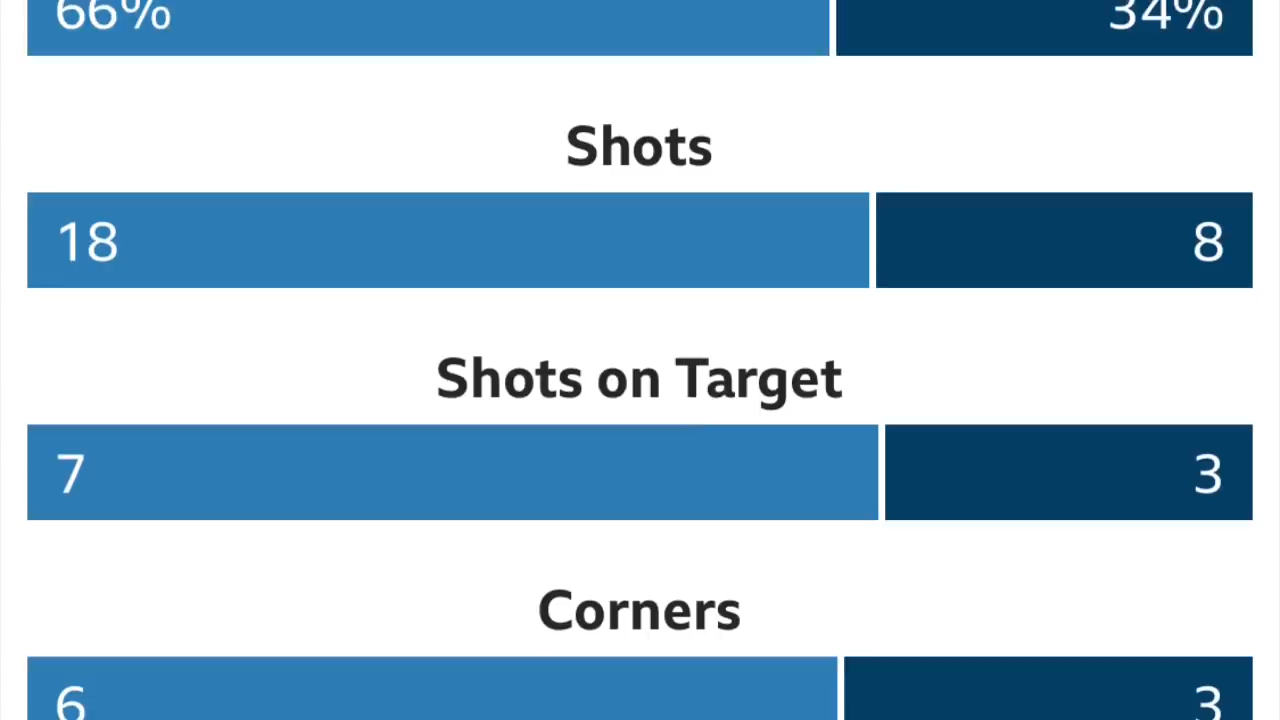 66% 34%
Shots
18 8
Shots on Target
7 3
Corners
6 3